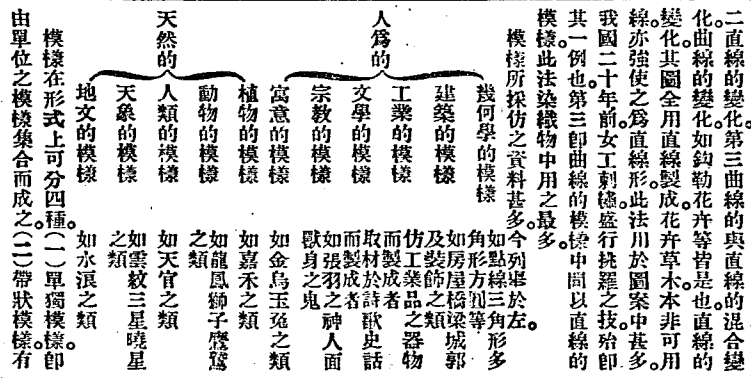 二直線的變化。第三曲線的與直線的混合變
化。曲線的變化。如鈎勒花卉等皆是也。直線的
變化。其圖全用直線製成。花卉草木本非可用
線。亦強使之爲直線形。此法用於圖案中甚多。
我國二十年前。女工刺繡盛行挑羅之技。殆卽
其一例也。第三卽曲線的模樣中間以直線的
模樣。此法染織物中用之最多。
模樣所採仿之資料甚多。今列舉於左。
人爲的
幾何學的模樣 如點線三角形多角形方圓等
建築的模樣 如房屋橋梁城郭及裝飾之類
工業的模樣 仿工業品之器物而製成者
文學的模樣 取材於詩歌史話而製成者
宗教的模樣 如張羽之神人面獸身之鬼
寓意的模樣 如金烏玉兔之類
天然的
植物的模樣 如嘉禾之類
動物的模樣 如龍鳳獅子鷹鷲之類
人類的模樣 如天官之類
天象的模樣 如雲紋三星曉星之類
地文的模樣 如水浪之類
模樣在形式上可分四種。(一)單獨模樣。卽
由單位之模樣集合而成之。(二)帶狀模樣。有